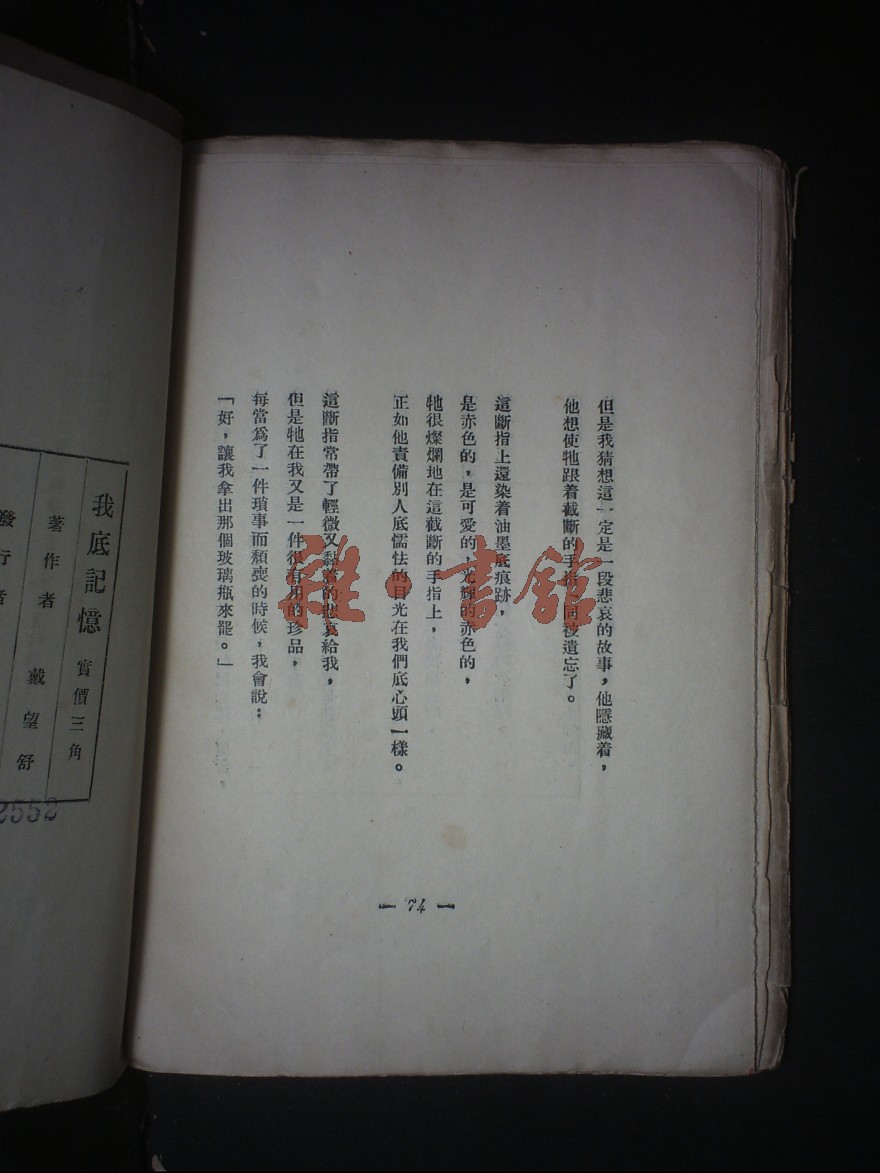 但是我猜想這一定是一段悲哀的故事，他隱藏着，
他想使牠跟着截斷的手指一同被遺忘了。
這斷指上還染着油墨底痕跡，
是赤色的，是可愛的，光輝的赤色的，
牠很燦爛地在這截斷的手指上，
正如他責備別人底懦怯的目光在我們底心頭一樣。
這斷指常帶了輕微又黏着的悲哀給我，
但是牠在我又是一件很有用的珍品，
每當爲了一件瑣事而頹喪的時候，我會說：
「好，讓我拿出那個玻璃瓶來罷。」
— 74 —
雜·書館
我底記憶
實價三角
著作者 戴望舒
發行者
2552